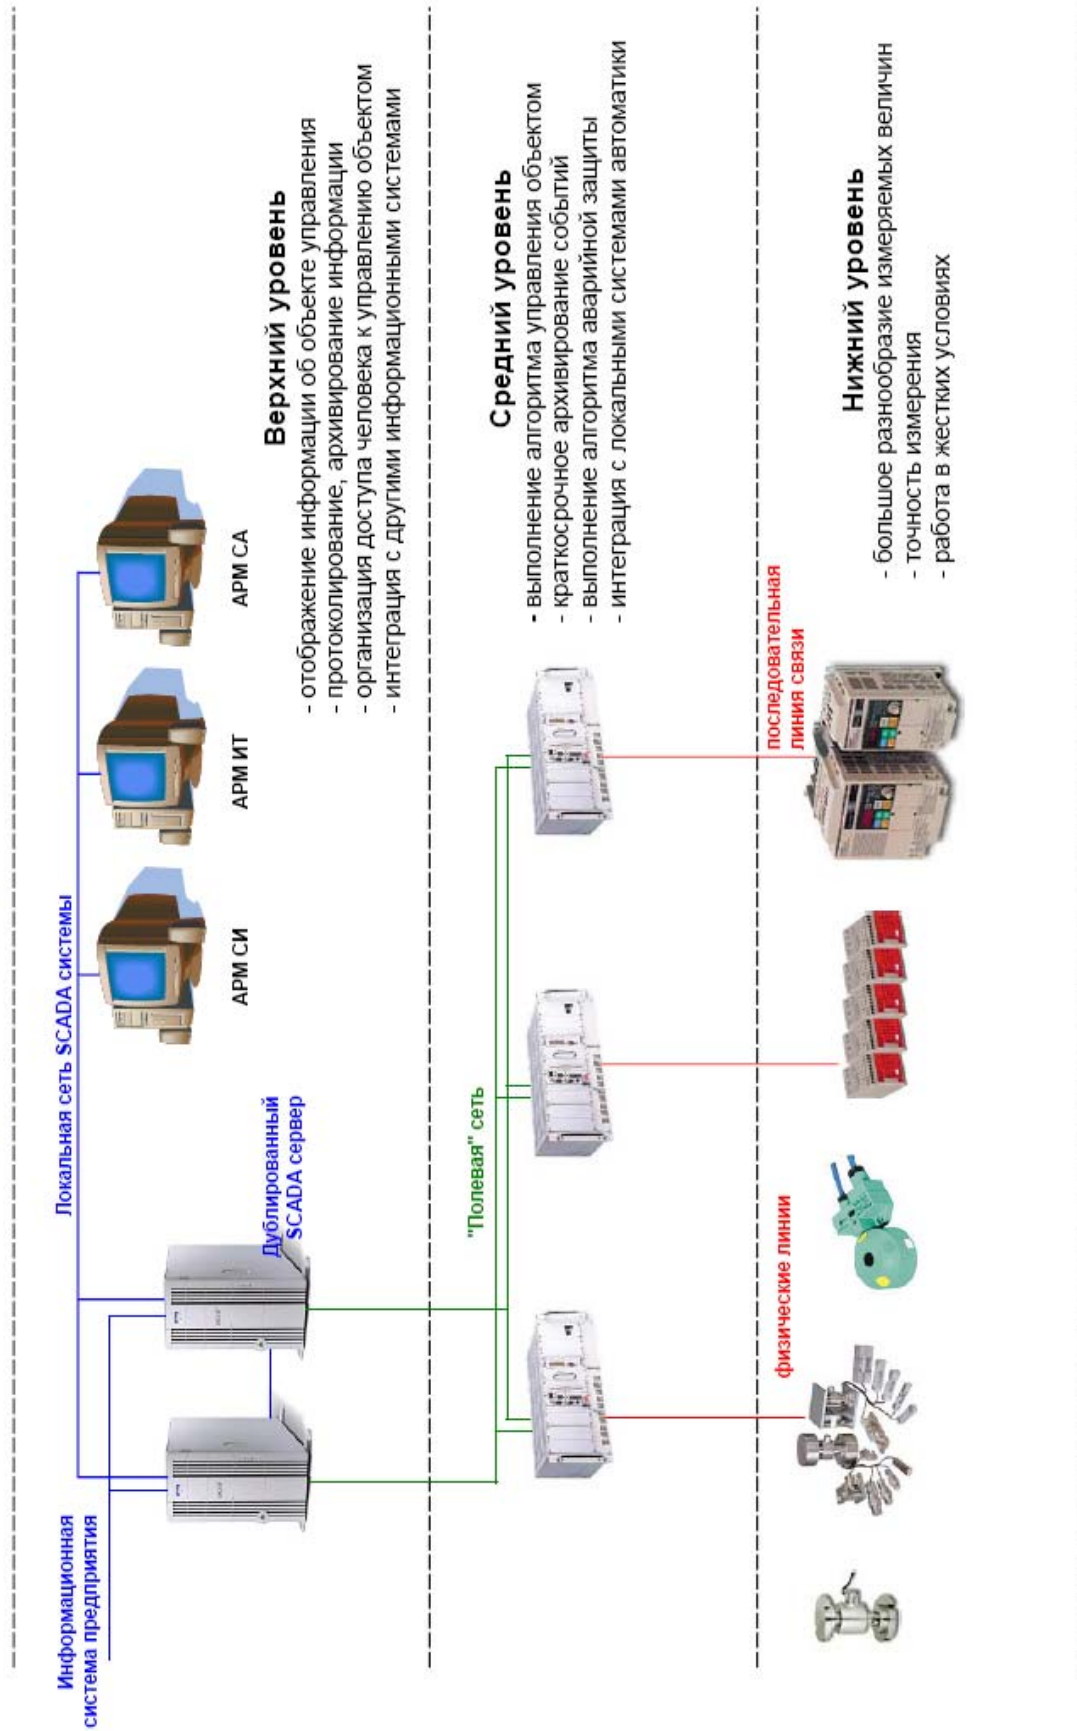 Информационная
система предприятия
Локальная сеть SCADA системы
Дублированный
SCADA сервер
АРМ СИ
АРМ ИТ
АРМ СА
Верхний уровень
- отображение информации об объекте управления
- протоколирование, архивирование информации
- организация доступа человека к управлению объектом
- интеграция с другими информационными системами
"Полевая" сеть
Средний уровень
- выполнение алгоритма управления объектом
- краткосрочное архивирование событий
- выполнение алгоритма аварийной защиты
- интеграция с локальными системами автоматики
физические линии
последовательная
линия связи
Нижний уровень
- большое разнообразие измеряемых величин
- точность измерения
- работа в жестких условиях